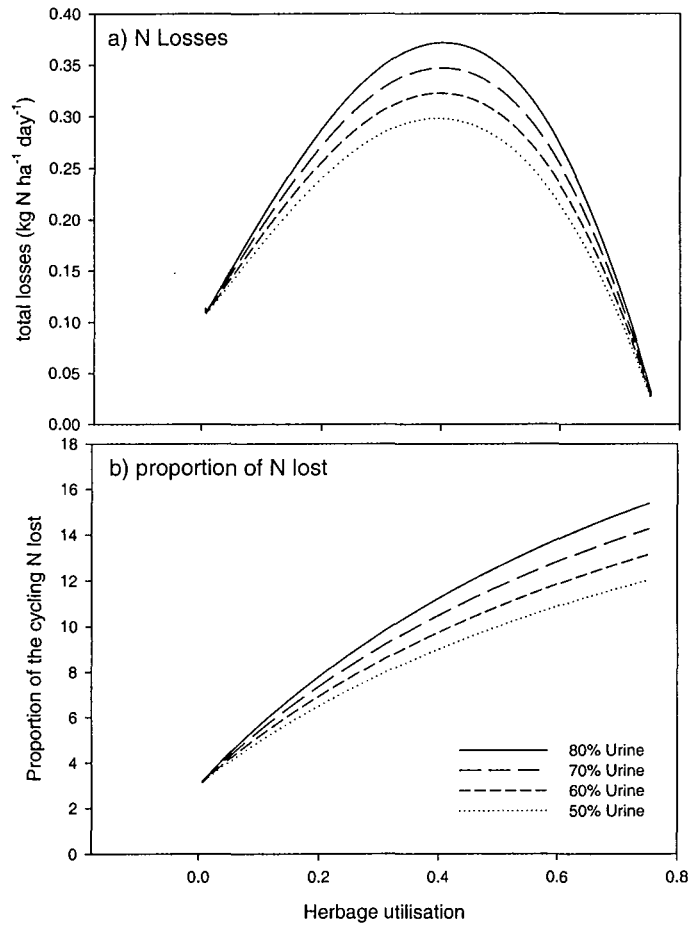 a) N Losses
total losses (kg N ha⁻¹ day⁻¹)
0.40
0.35
0.30
0.25
0.20
0.15
0.10
0.05
0.00
b) proportion of N lost
Proportion of the cycling N lost
18
16
14
12
10
8
6
4
2
0
80% Urine
70% Urine
60% Urine
50% Urine
0.0 0.2 0.4 0.6 0.8
Herbage utilisation